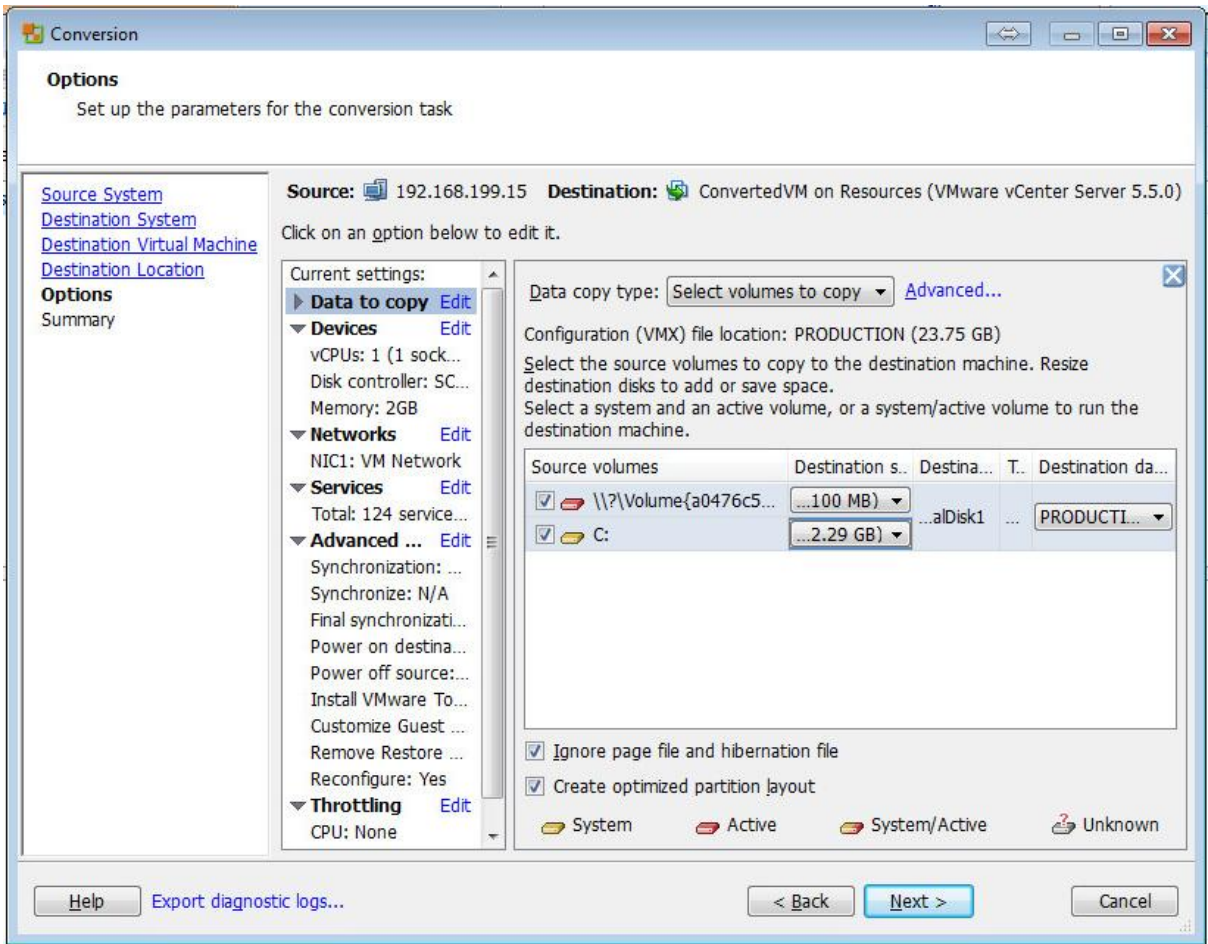 Conversion
Options
Set up the parameters for the conversion task
Source System
Destination System
Destination Virtual Machine
Destination Location
Options
Summary
Source: 192.168.199.15 Destination: ConvertedVM on Resources (VMware vCenter Server 5.5.0)
Click on an option below to edit it.
Current settings:
Data to copy Edit
Devices Edit
vCPUs: 1 (1 sock...
Disk controller: SC...
Memory: 2GB
Networks Edit
NIC1: VM Network
Services Edit
Total: 124 service...
Advanced ... Edit
Synchronization: ...
Synchronize: N/A
Final synchronizati...
Power on destina...
Power off source:...
Install VMware To...
Customize Guest ...
Remove Restore ...
Reconfigure: Yes
Throttling Edit
CPU: None
Data copy type: Select volumes to copy Advanced...
Configuration (VMX) file location: PRODUCTION (23.75 GB)
Select the source volumes to copy to the destination machine. Resize
destination disks to add or save space.
Select a system and an active volume, or a system/active volume to run the
destination machine.
Source volumes Destination s.. Destina... T.. Destination da...
\\?\Volume{a0476c5... ...100 MB)
...alDisk1 ... PRODUCTI...
C: ...2.29 GB)
Ignore page file and hibernation file
Create optimized partition layout
System Active System/Active Unknown
Help Export diagnostic logs... < Back Next > Cancel